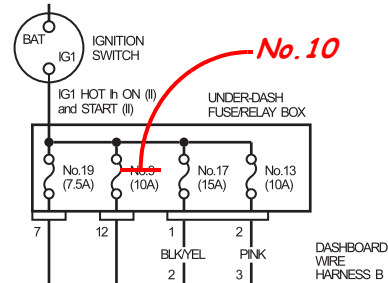 No.10
BAT
IG1
IGNITION
SWITCH
IG1 HOT Ih ON (II)
and START (II)
UNDER-DASH
FUSE/RELAY BOX
No.19
(7.5A)
No.9
(10A)
No.17
(15A)
No.13
(10A)
7
12
1
2
BLK/YEL
PINK
2
3
DASHBOARD
WIRE
HARNESS B